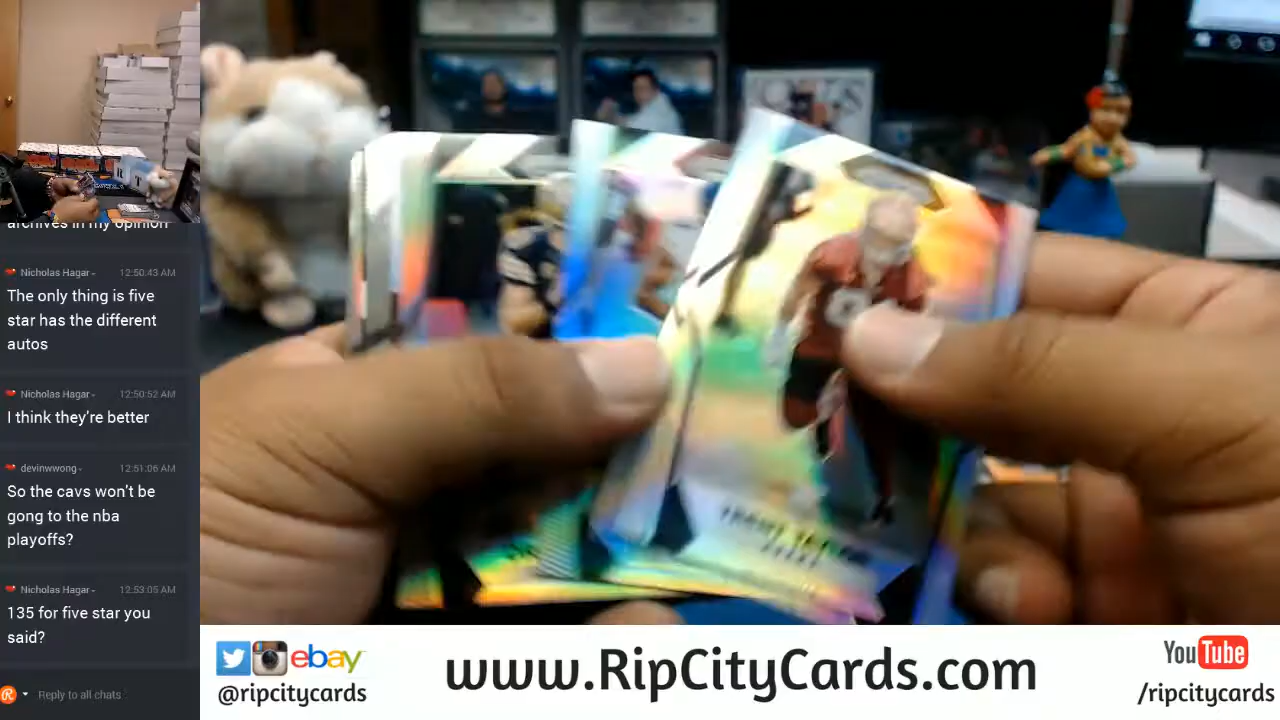 archives in my opinion
Nicholas Hagar- 12:50:43 AM
The only thing is five
star has the different
autos
Nicholas Hagar- 12:50:52 AM
I think they're better
devinwwong- 12:51:06 AM
So the cavs won't be
gong to the nba
playoffs?
Nicholas Hagar- 12:53:05 AM
135 for five star you
said?
Reply to all chats
ebay
@ripcitycards
www.RipCityCards.com
YouTube
/ripcitycards